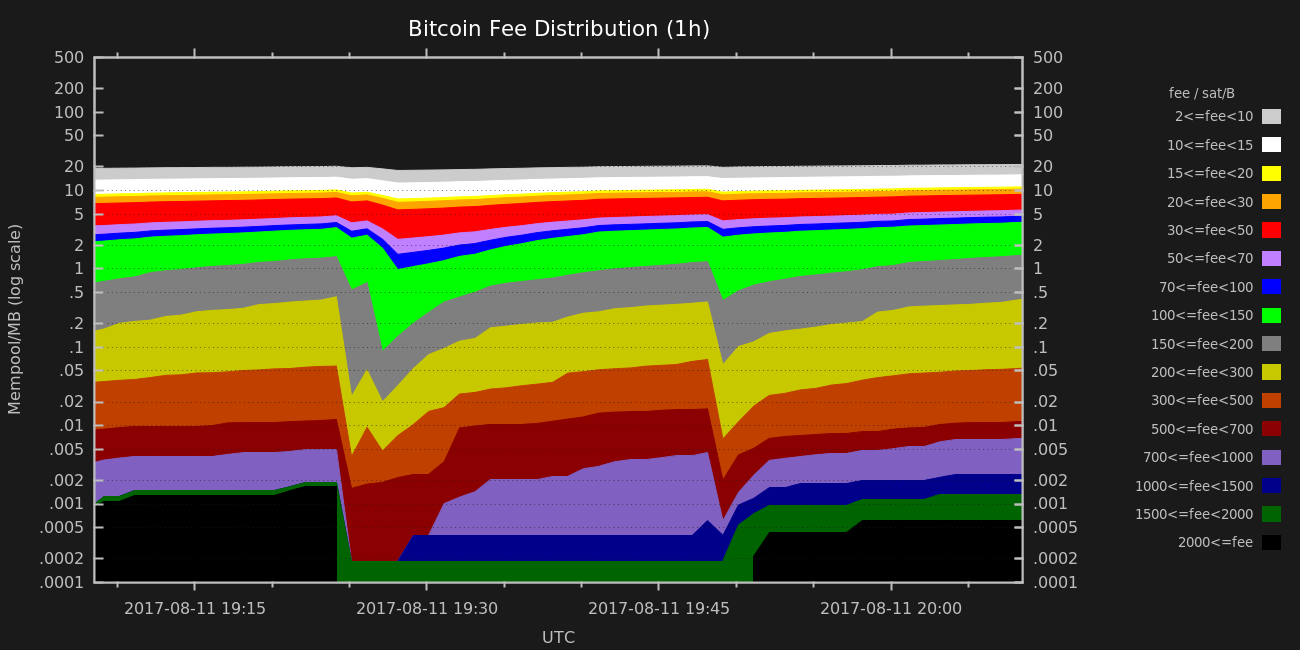 Bitcoin Fee Distribution (1h)
Mempool/MB (log scale)
500
200
100
50
20
10
5
2
1
.5
.2
.1
.05
.02
.01
.005
.002
.001
.0005
.0002
.0001
500
200
100
50
20
10
5
2
1
.5
.2
.1
.05
.02
.01
.005
.002
.001
.0005
.0002
.0001
2017-08-11 19:15
2017-08-11 19:30
2017-08-11 19:45
2017-08-11 20:00
UTC
fee / sat/B
2<=fee<10
10<=fee<15
15<=fee<20
20<=fee<30
30<=fee<50
50<=fee<70
70<=fee<100
100<=fee<150
150<=fee<200
200<=fee<300
300<=fee<500
500<=fee<700
700<=fee<1000
1000<=fee<1500
1500<=fee<2000
2000<=fee